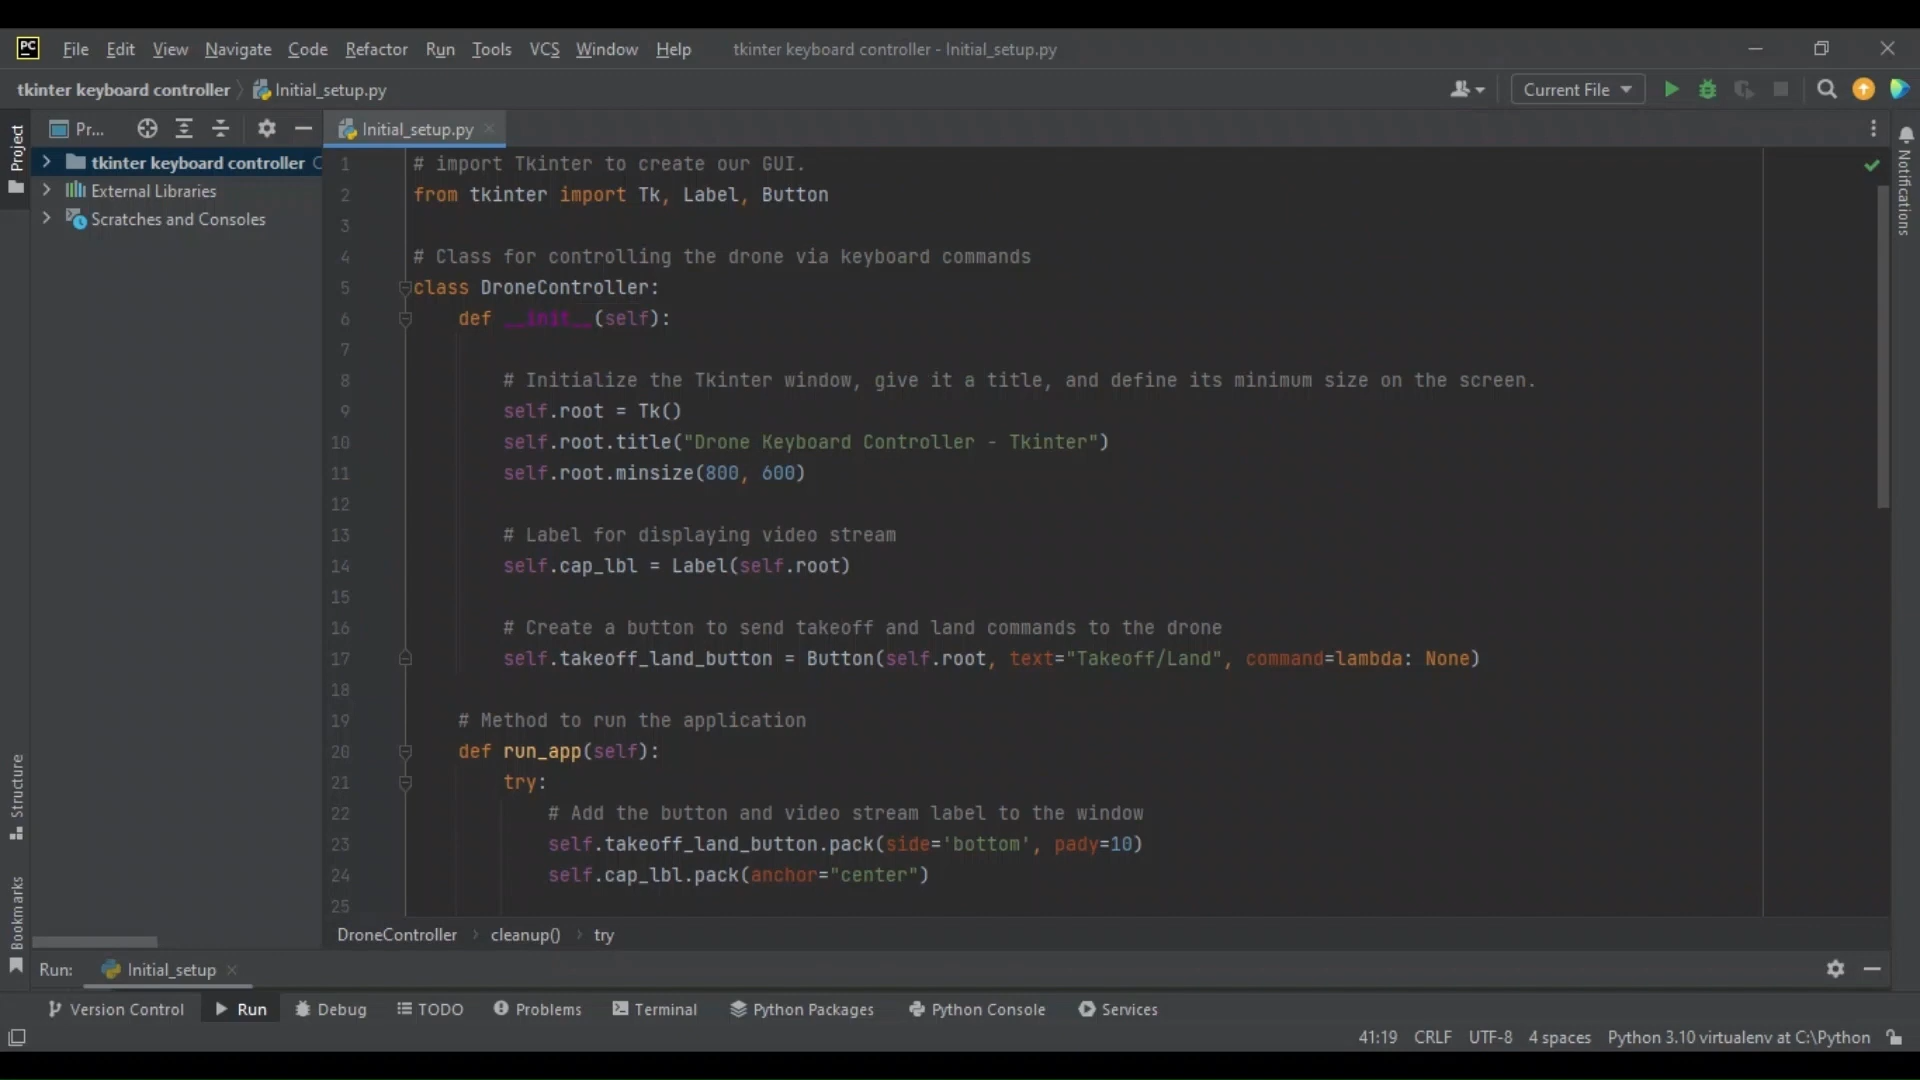 PC File Edit View Navigate Code Refactor Run Tools VCS Window Help tkinter keyboard controller - Initial_setup.py
tkinter keyboard controller Initial_setup.py Current File
Project
Pr... Initial_setup.py
tkinter keyboard controller
External Libraries
Scratches and Consoles
Notifications
1 # import Tkinter to create our GUI.
2 from tkinter import Tk, Label, Button
3
4 # Class for controlling the drone via keyboard commands
5 class DroneController:
6 def __init__(self):
7
8 # Initialize the Tkinter window, give it a title, and define its minimum size on the screen.
9 self.root = Tk()
10 self.root.title("Drone Keyboard Controller - Tkinter")
11 self.root.minsize(800, 600)
12
13 # Label for displaying video stream
14 self.cap_lbl = Label(self.root)
15
16 # Create a button to send takeoff and land commands to the drone
17 self.takeoff_land_button = Button(self.root, text="Takeoff/Land", command=lambda: None)
18
19 # Method to run the application
20 def run_app(self):
21 try:
22 # Add the button and video stream label to the window
23 self.takeoff_land_button.pack(side='bottom', pady=10)
24 self.cap_lbl.pack(anchor="center")
25
Structure
Bookmarks
DroneController cleanup() try
Run: Initial_setup
Version Control Run Debug TODO Problems Terminal Python Packages Python Console Services
41:19 CRLF UTF-8 4 spaces Python 3.10 virtualenv at C:\Python